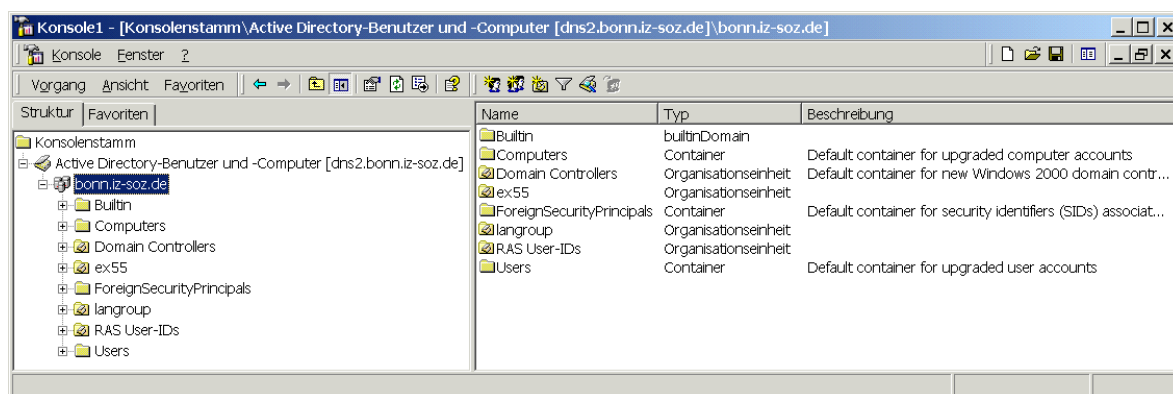 Konsole1 - [Konsolenstamm\Active Directory-Benutzer und -Computer [dns2.bonn.iz-soz.de]\bonn.iz-soz.de]
Konsole Fenster ?
Vorgang Ansicht Favoriten
Struktur Favoriten
Konsolenstamm
Active Directory-Benutzer und -Computer [dns2.bonn.iz-soz.de]
bonn.iz-soz.de
Builtin
Computers
Domain Controllers
ex55
ForeignSecurityPrincipals
langroup
RAS User-IDs
Users
Name Typ Beschreibung
Builtin builtinDomain
Computers Container Default container for upgraded computer accounts
Domain Controllers Organisationseinheit Default container for new Windows 2000 domain contr...
ex55 Organisationseinheit
ForeignSecurityPrincipals Container Default container for security identifiers (SIDs) associat...
langroup Organisationseinheit
RAS User-IDs Organisationseinheit
Users Container Default container for upgraded user accounts